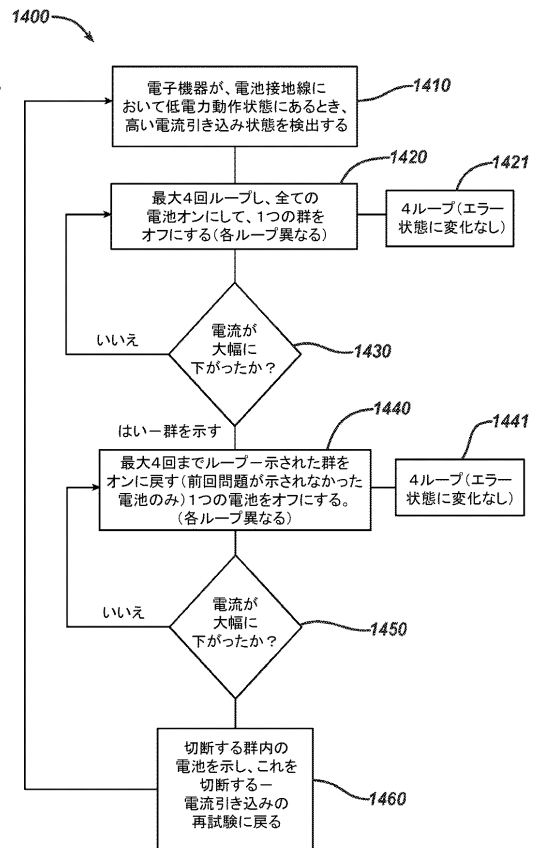 1400
電子機器が、電池接地線に
おいて低電力動作状態にあるとき、
高い電流引き込み状態を検出する
1410
1420
最大4回ループし、全ての
電池オンにして、1つの群を
オフにする(各ループ異なる)
1421
4ループ(エラー
状態に変化なし)
いいえ
電流が
大幅に
下がったか?
1430
はいー群を示す
1440
最大4回までループー示された群を
オンに戻す(前回問題が示されなかった
電池のみ)1つの電池をオフにする。
(各ループ異なる)
1441
4ループ(エラー
状態に変化なし)
いいえ
電流が
大幅に
下がったか?
1450
切断する群内の
電池を示し、これを
切断するー
電流引き込みの
再試験に戻る
1460